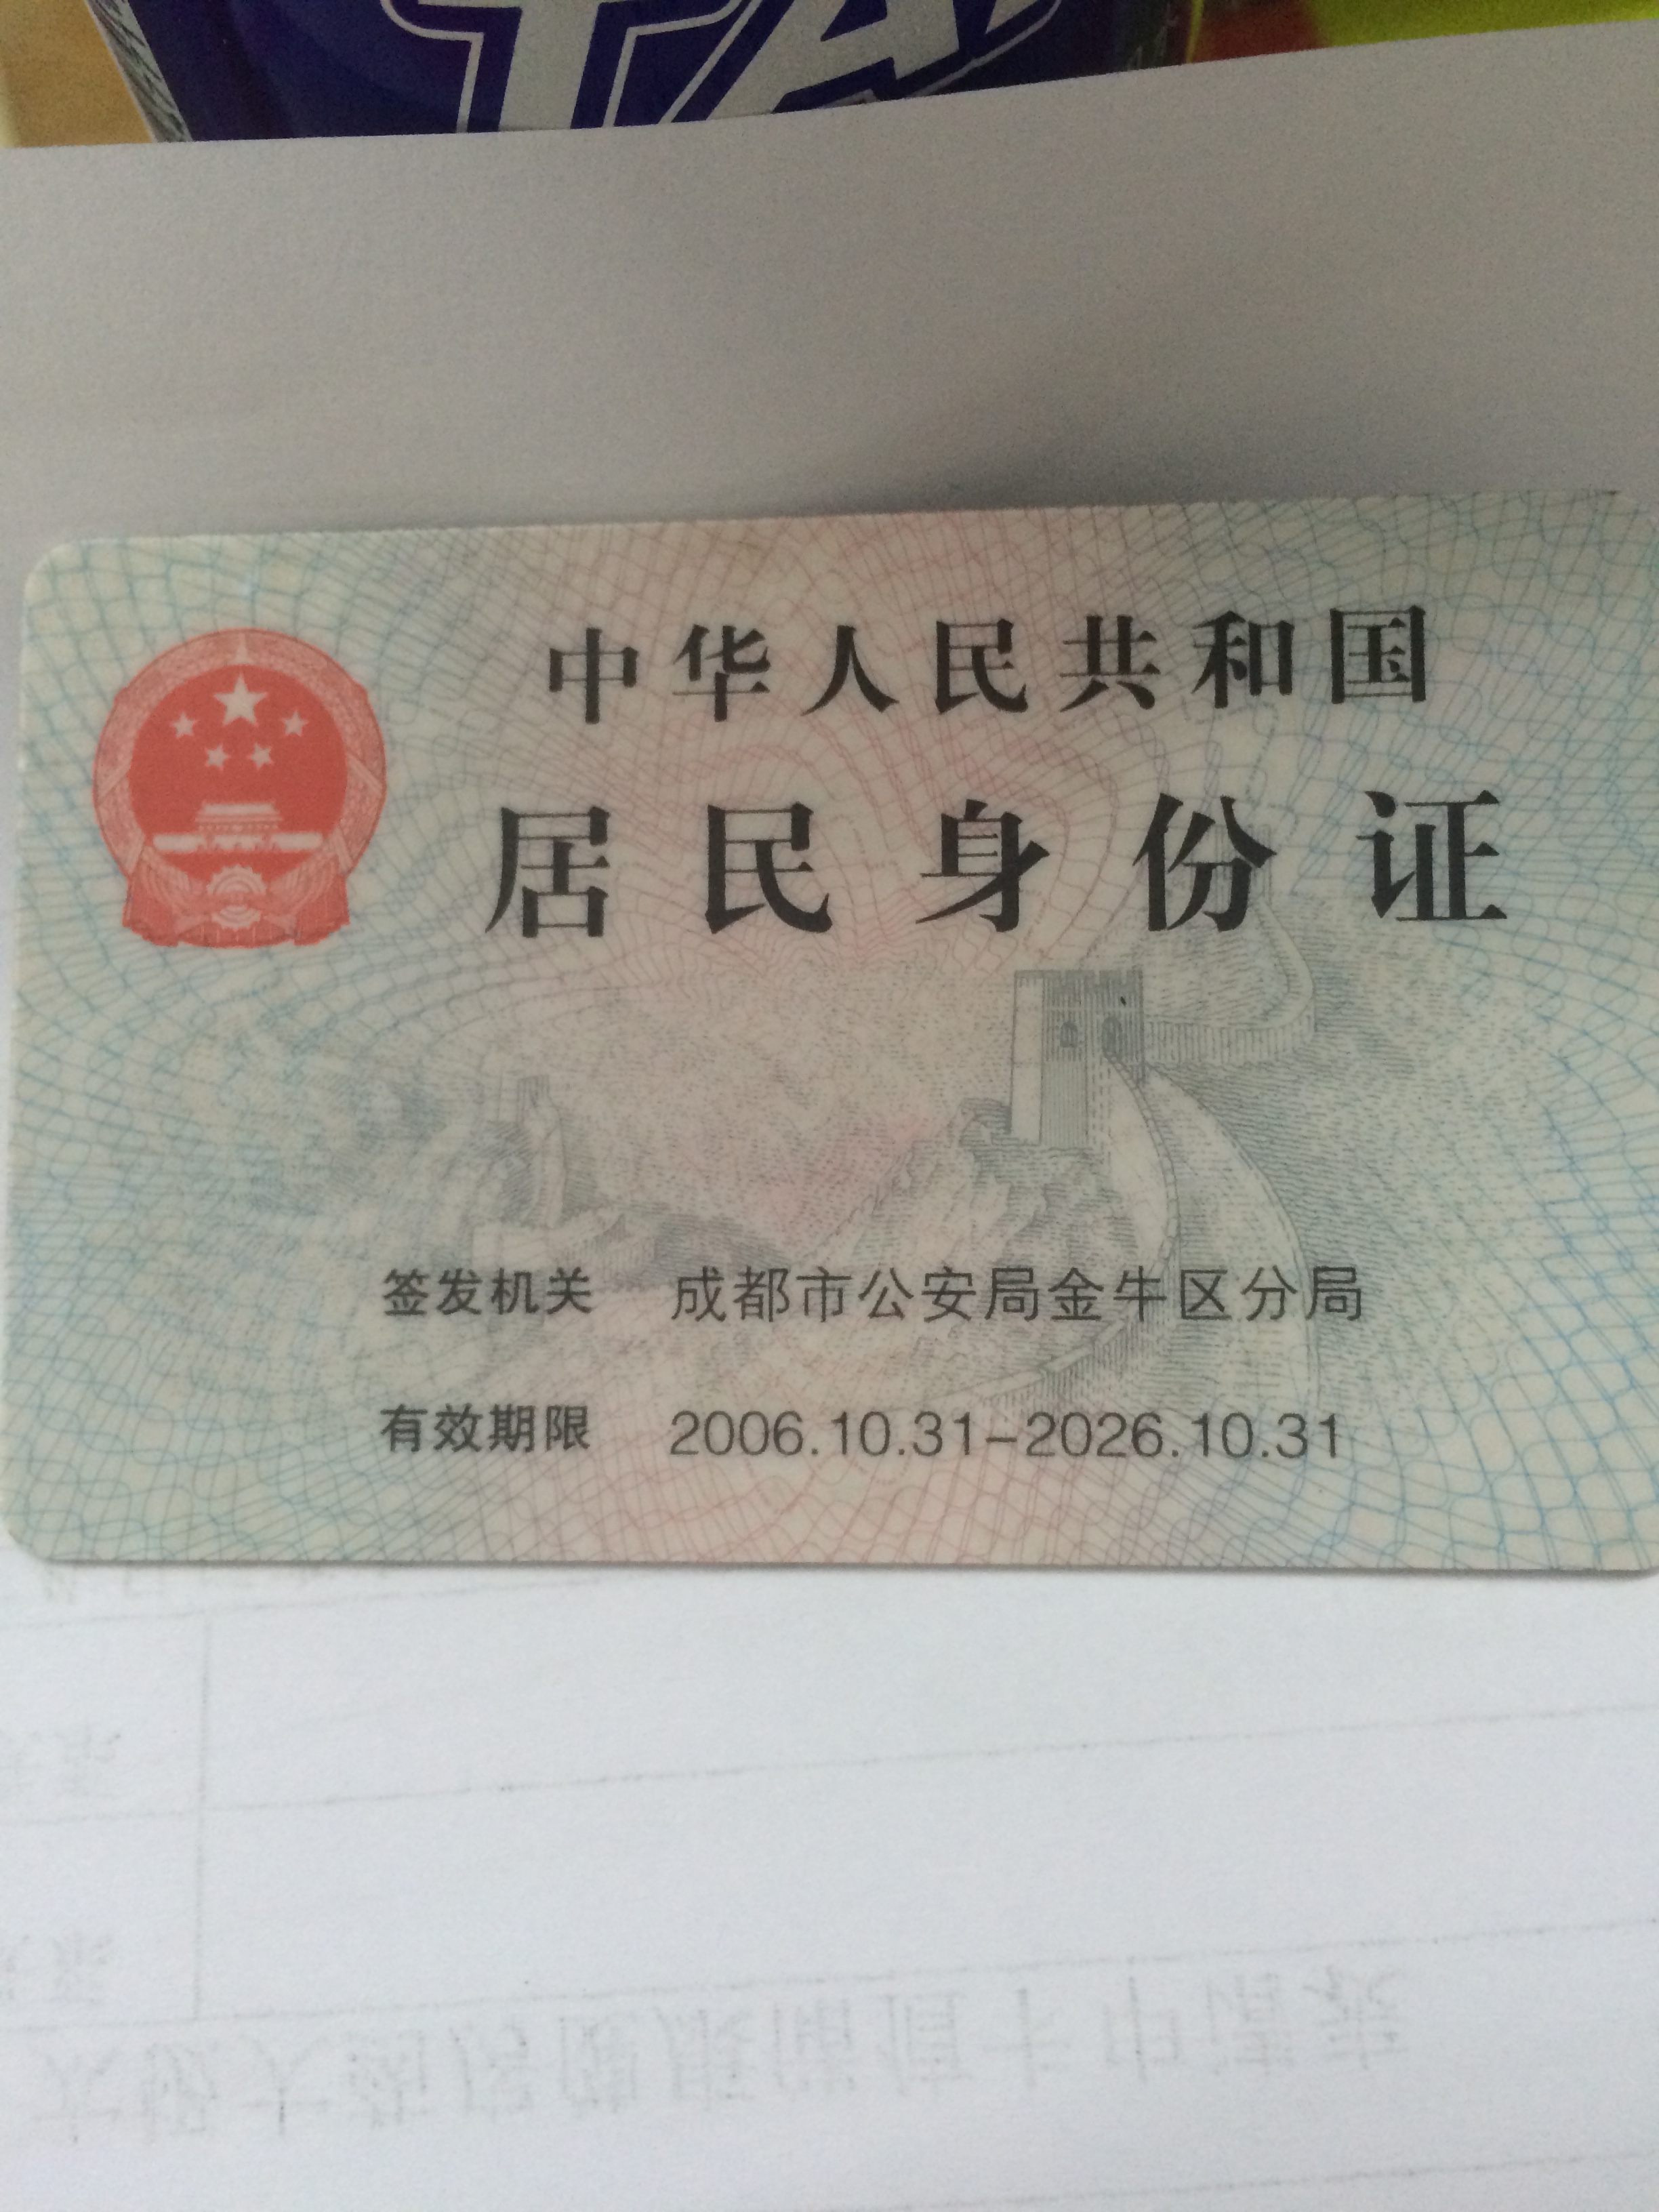 中华人民共和国
居民身份证
签发机关 成都市公安局金牛区分局
有效期限 2006.10.31-2026.10.31